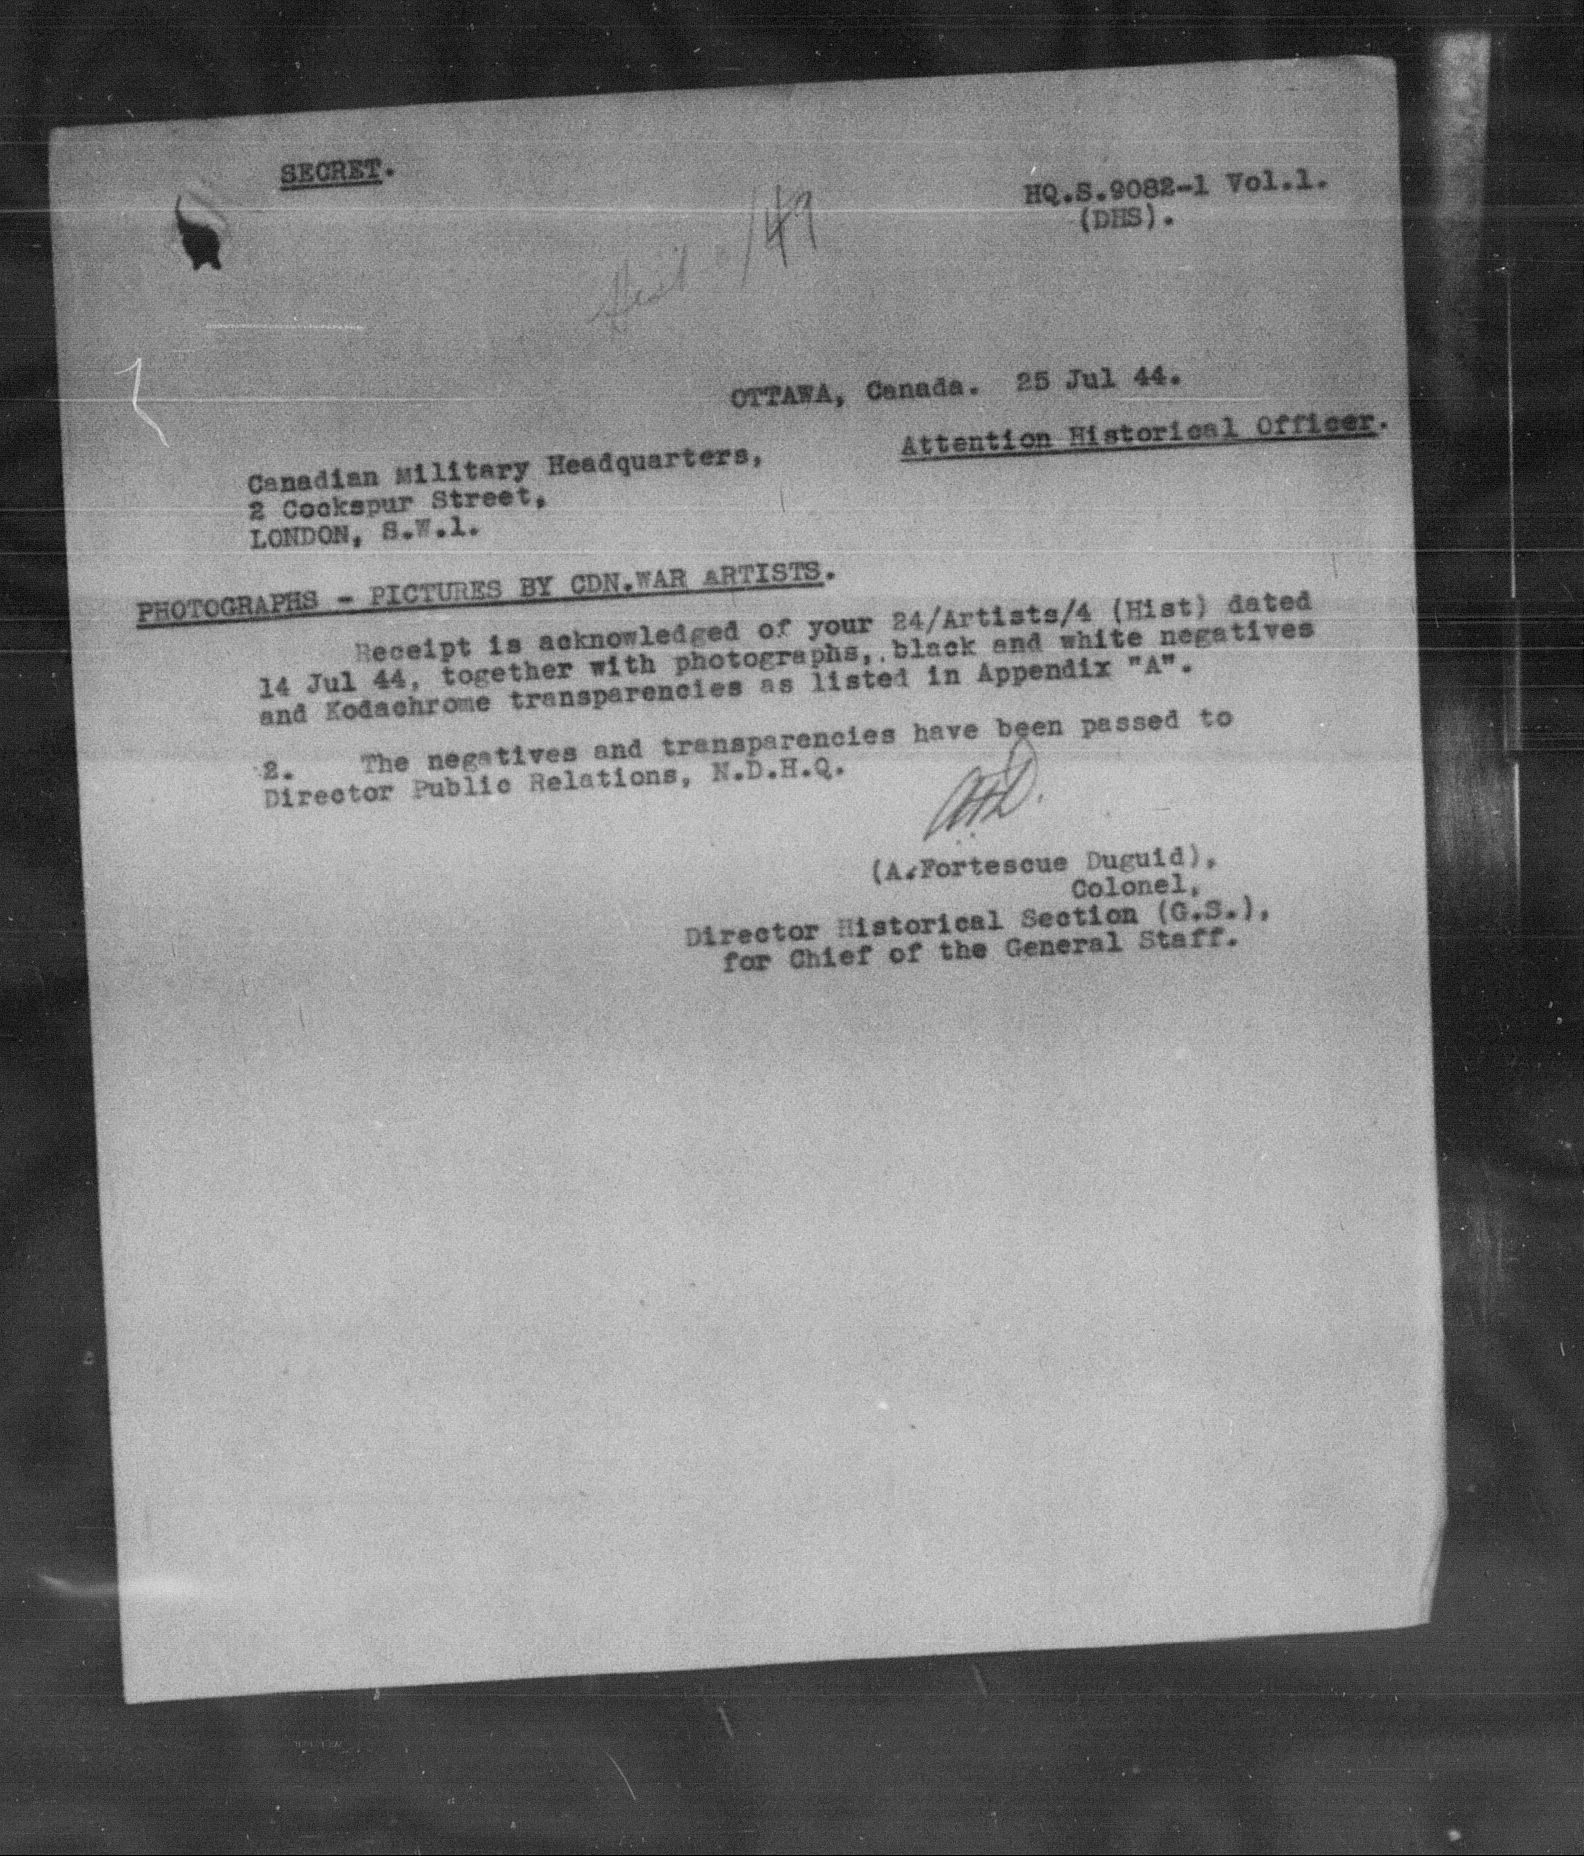 SECRET.
HQ.S.9082-1 Vol.1.
(DHS).
/49
OTTAWA, Canada. 25 Jul 44.
Attention Historical Officer.
Canadian Military Headquarters,
2 Cockspur Street,
LONDON, S.W.1.
PHOTOGRAPHS - PICTURES BY CDN.WAR ARTISTS.
Receipt is acknowledged of your 24/Artists/4 (Hist) dated
14 Jul 44, together with photographs, black and white negatives
and Kodachrome transparencies as listed in Appendix "A".
2. The negatives and transparencies have been passed to
Director Public Relations, N.D.H.Q.
AFD.
(A.Fortescue Duguid),
Colonel,
Director Historical Section (G.S.),
for Chief of the General Staff.